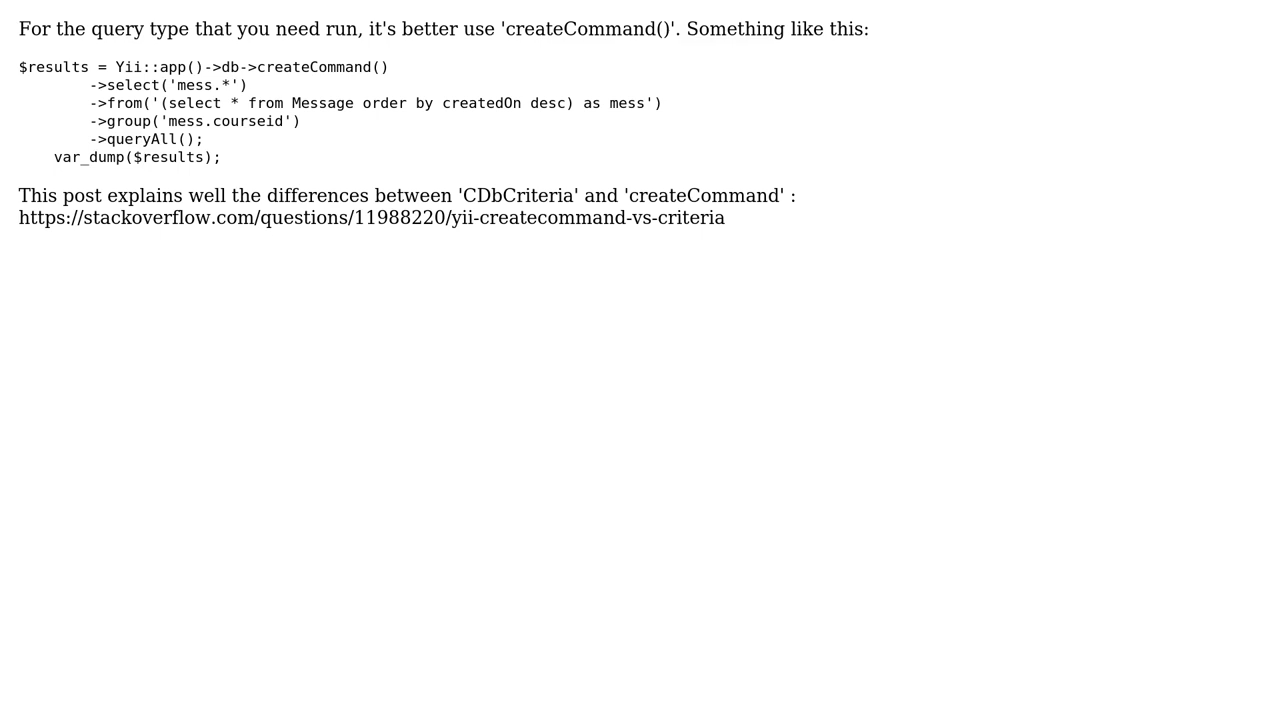 For the query type that you need run, it's better use 'createCommand()'. Something like this:
$results = Yii::app()->db->createCommand()
        ->select('mess.*')
        ->from('(select * from Message order by createdOn desc) as mess')
        ->group('mess.courseid')
        ->queryAll();
    var_dump($results);
This post explains well the differences between 'CDbCriteria' and 'createCommand' :
https://stackoverflow.com/questions/11988220/yii-createcommand-vs-criteria